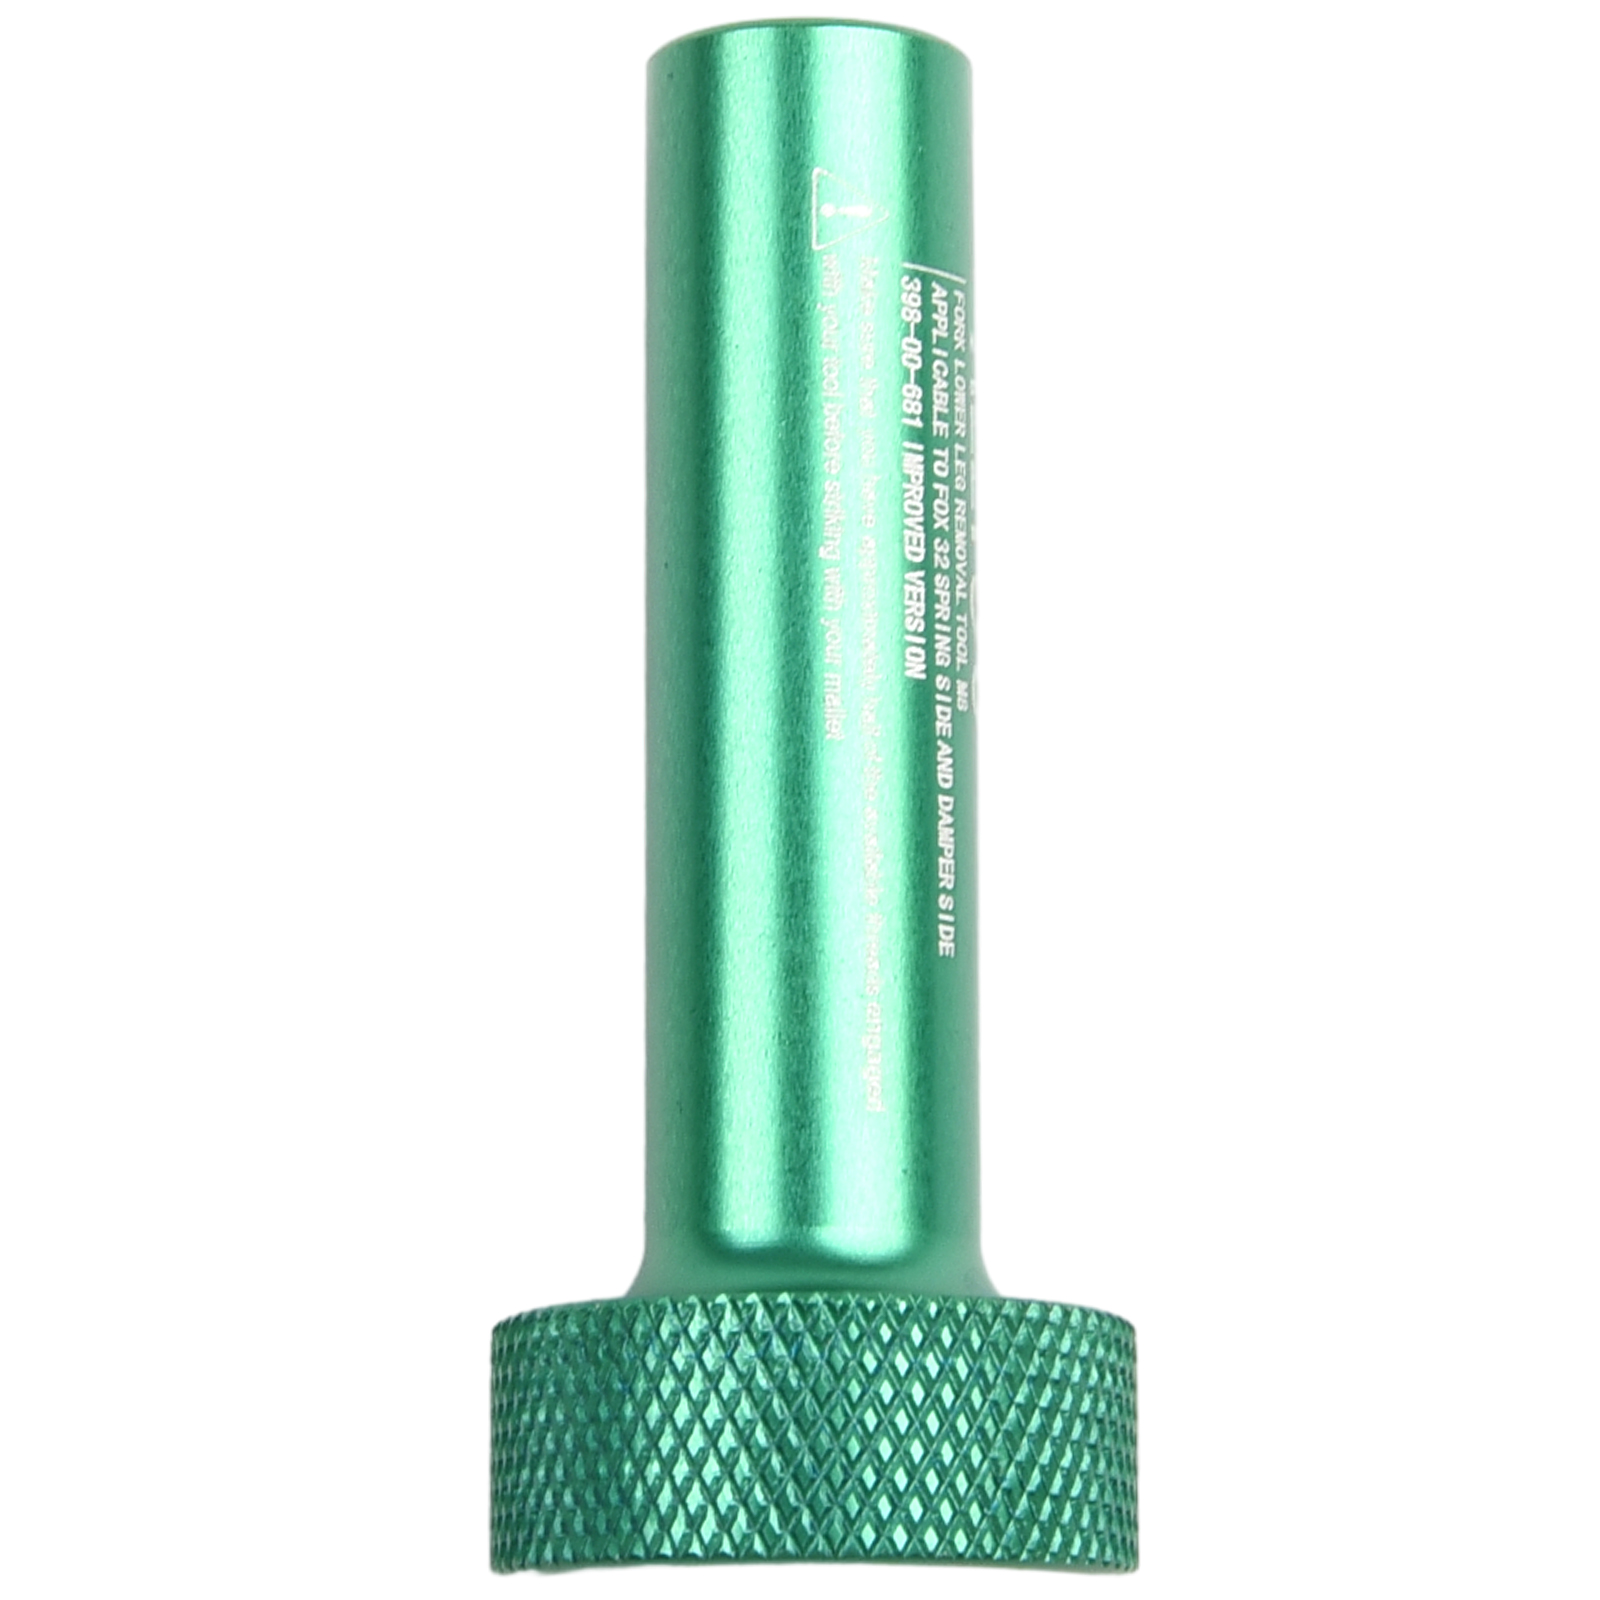 FORK LOWER LEG REMOVAL TOOL M8
APPLICABLE TO FOX 32 SPRING SIDE AND DAMPER SIDE
398-00-681 IMPROVED VERSION
Make sure that you have approximately half of the available threads engaged
with your tool before striking with your mallet